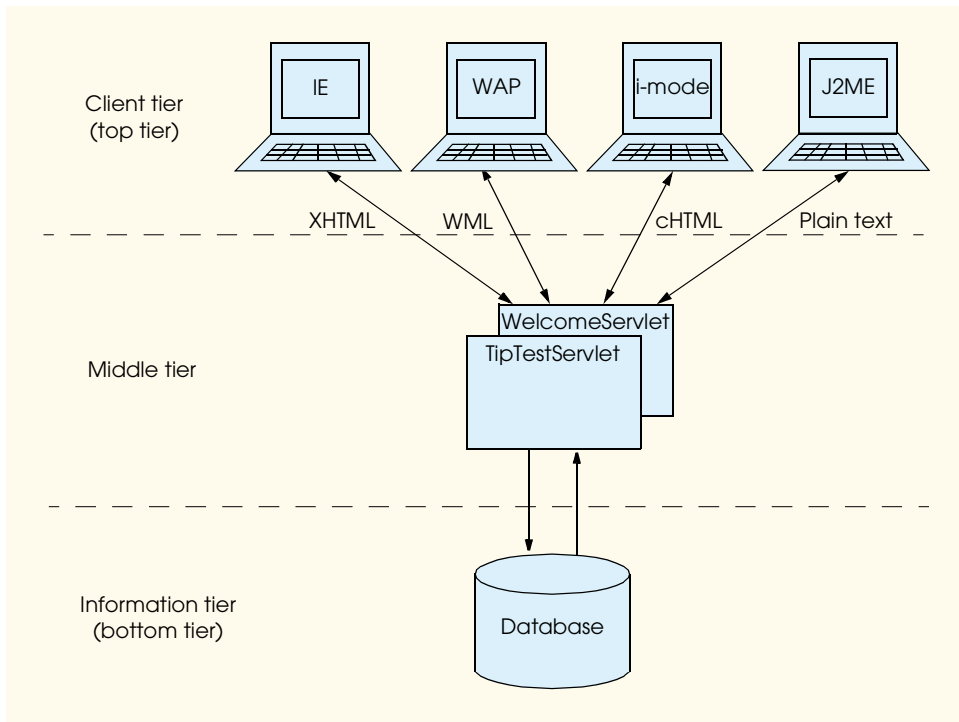 IE
WAP
i-mode
J2ME
Client tier
(top tier)
XHTML
WML
cHTML
Plain text
WelcomeServlet
TipTestServlet
Middle tier
Information tier
(bottom tier)
Database